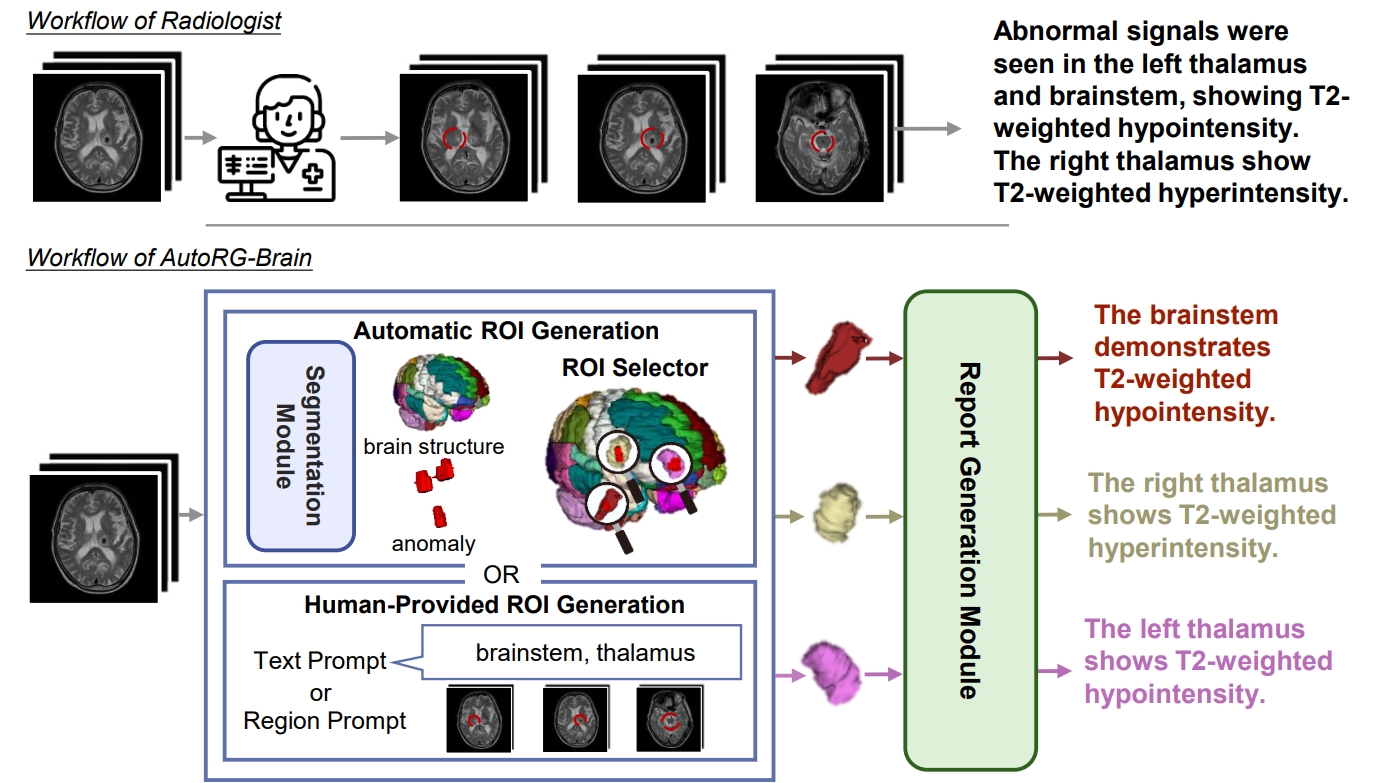 Workflow of Radiologist
Abnormal signals were
seen in the left thalamus
and brainstem, showing T2-
weighted hypointensity.
The right thalamus show
T2-weighted hyperintensity.
Workflow of AutoRG-Brain
Automatic ROI Generation
Segmentation
Module
brain structure
anomaly
ROI Selector
OR
Human-Provided ROI Generation
Text Prompt
or
Region Prompt
brainstem, thalamus
Report Generation Module
The brainstem
demonstrates
T2-weighted
hypointensity.
The right thalamus
shows T2-weighted
hyperintensity.
The left thalamus
shows T2-weighted
hypointensity.